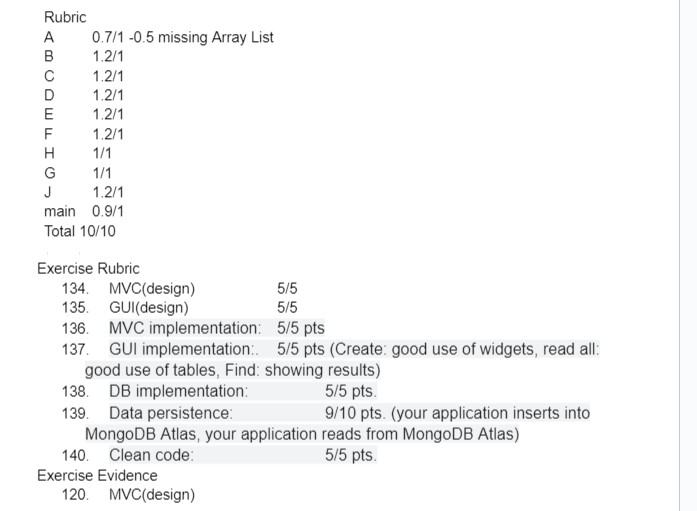 Rubric
A 0.7/1 -0.5 missing Array List
B 1.2/1
C 1.2/1
D 1.2/1
E 1.2/1
F 1.2/1
H 1/1
G 1/1
J 1.2/1
main 0.9/1
Total 10/10
Exercise Rubric
134. MVC(design) 5/5
135. GUI(design) 5/5
136. MVC implementation: 5/5 pts
137. GUI implementation:. 5/5 pts (Create: good use of widgets, read all:
good use of tables, Find: showing results)
138. DB implementation: 5/5 pts.
139. Data persistence: 9/10 pts. (your application inserts into
MongoDB Atlas, your application reads from MongoDB Atlas)
140. Clean code: 5/5 pts.
Exercise Evidence
120. MVC(design)